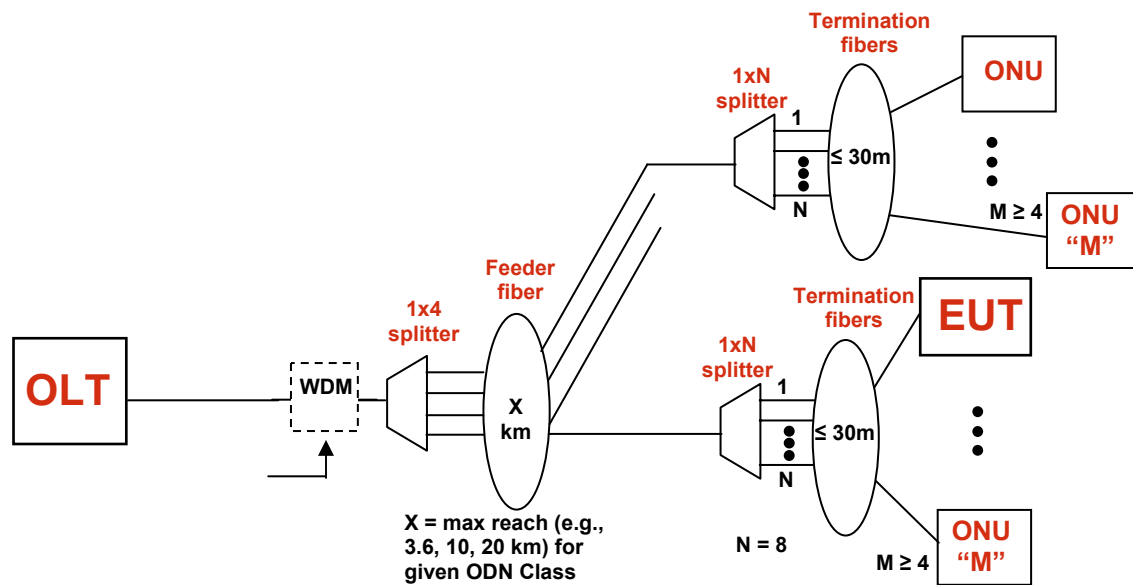 Termination
fibers
ONU
1xN
splitter
1
≤ 30m
N
M ≥ 4
ONU
“M”
Feeder
fiber
1x4
splitter
Termination
fibers
EUT
1xN
splitter
OLT
WDM
X
km
1
≤ 30m
N
X = max reach (e.g.,
3.6, 10, 20 km) for
given ODN Class
N = 8
M ≥ 4
ONU
“M”